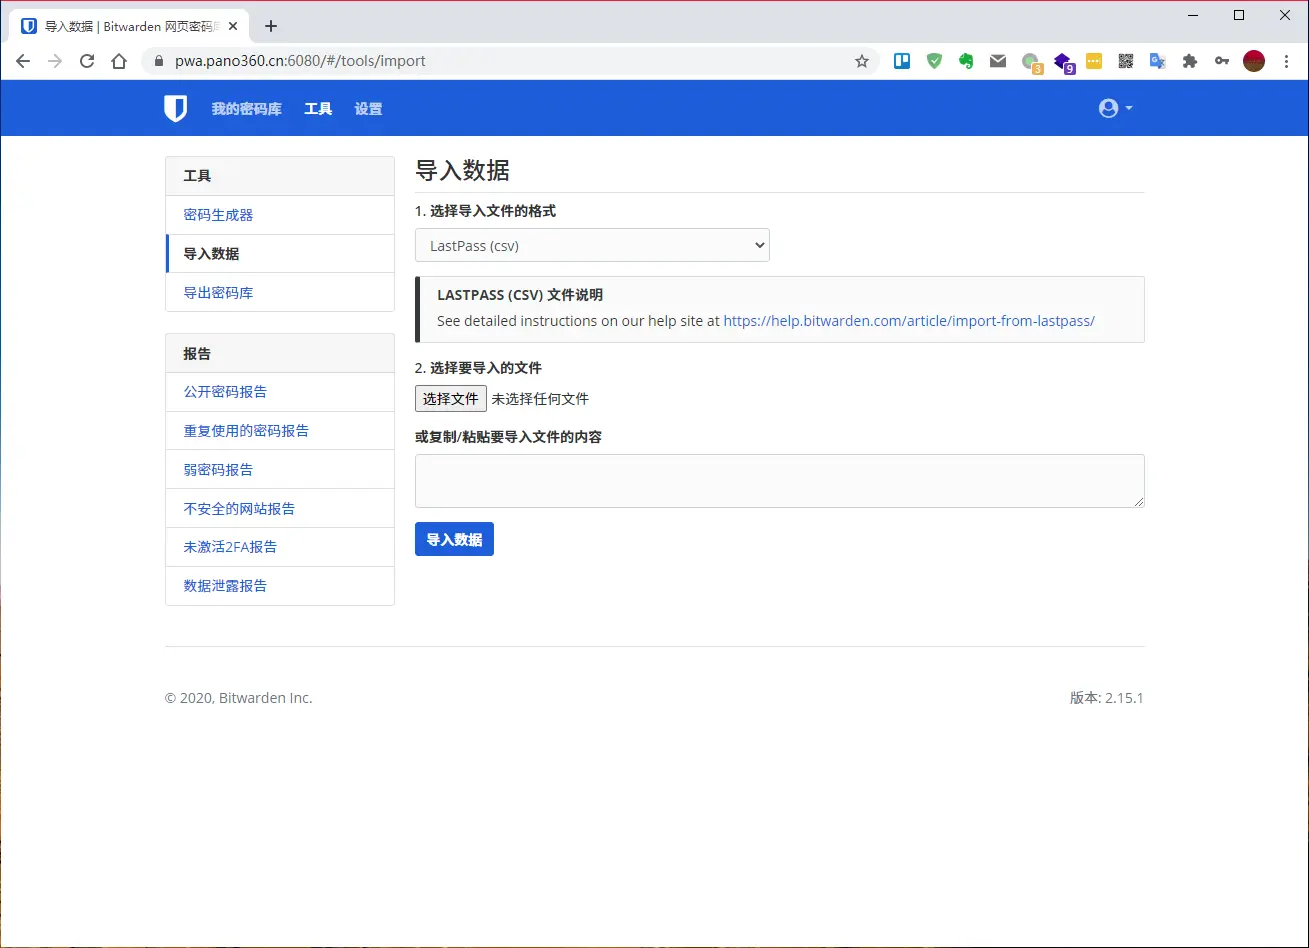 导入数据 | Bitwarden 网页密码库
pwa.pano360.cn:6080/#/tools/import
3
9
我的密码库 工具 设置
工具
密码生成器
导入数据
导出密码库
报告
公开密码报告
重复使用的密码报告
弱密码报告
不安全的网站报告
未激活2FA报告
数据泄露报告
导入数据
1. 选择导入文件的格式
LastPass (csv)
LASTPASS (CSV) 文件说明
See detailed instructions on our help site at https://help.bitwarden.com/article/import-from-lastpass/
2. 选择要导入的文件
选择文件 未选择任何文件
或复制/粘贴要导入文件的内容
导入数据
© 2020, Bitwarden Inc.
版本: 2.15.1